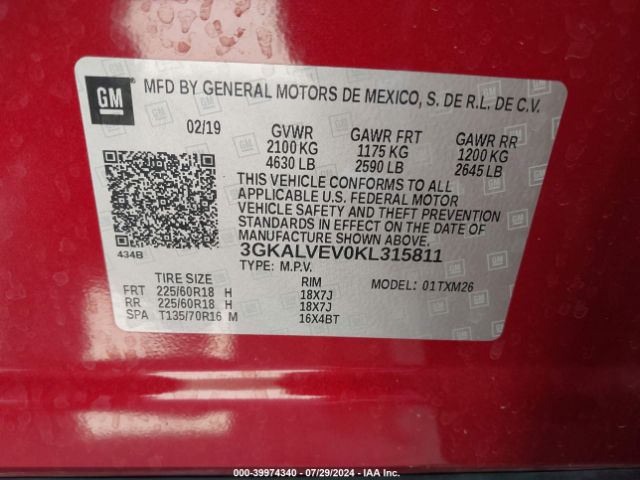 GM
MFD BY GENERAL MOTORS DE MEXICO, S. DE R.L. DE C.V.
02/19 GVWR GAWR FRT GAWR RR
2100 KG 1175 KG 1200 KG
4630 LB 2590 LB 2645 LB
THIS VEHICLE CONFORMS TO ALL
APPLICABLE U.S. FEDERAL MOTOR
VEHICLE SAFETY AND THEFT PREVENTION
STANDARDS IN EFFECT ON THE DATE OF
MANUFACTURE SHOWN ABOVE.
434B 3GKALVEV0KL315811
TYPE: M.P.V. MODEL: 01TXM26
TIRE SIZE RIM
FRT 225/60R18 H 18X7J
RR 225/60R18 H 18X7J
SPA T135/70R16 M 16X4BT
000-39974340 - 07/29/2024 - IAA Inc.